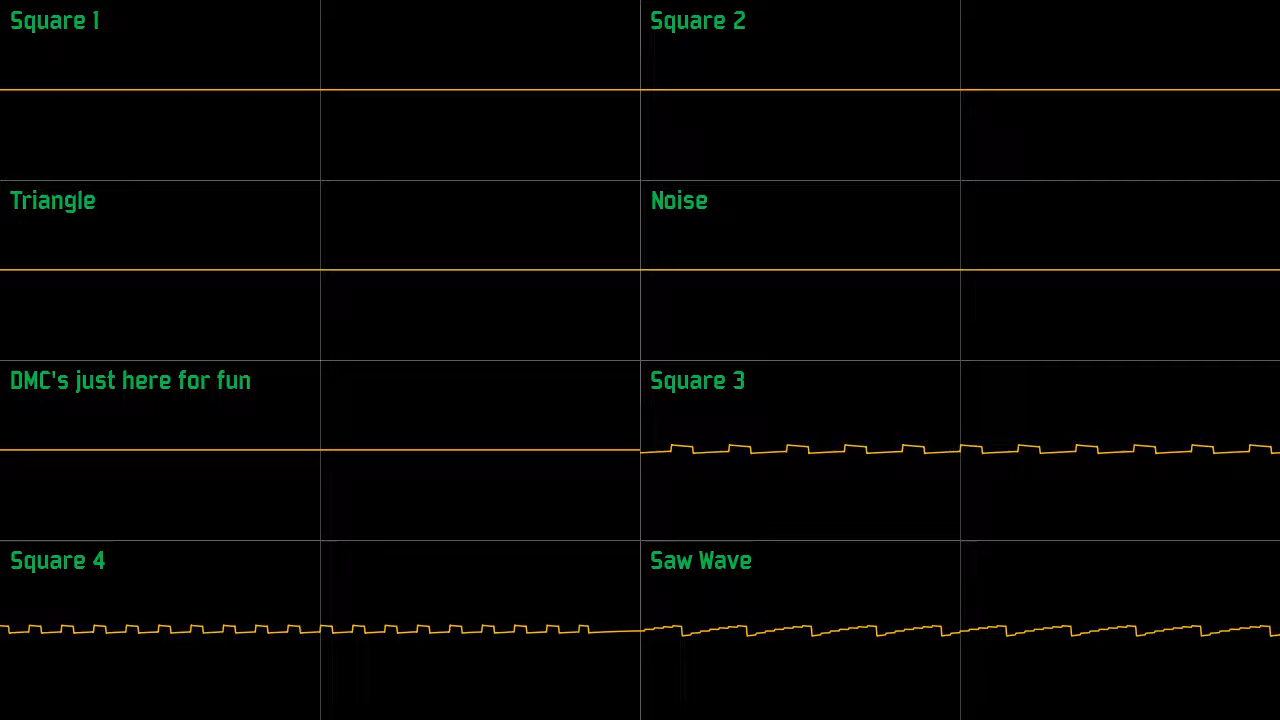 Square 1
Square 2
Triangle
Noise
DMC's just here for fun
Square 3
Square 4
Saw Wave